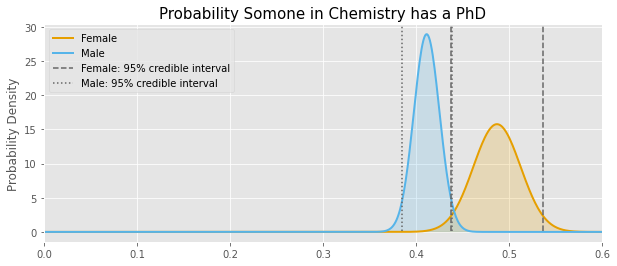 Probability Somone in Chemistry has a PhD
Female
Male
Female: 95% credible interval
Male: 95% credible interval
Probability Density
30
25
20
15
10
5
0
0.0 0.1 0.2 0.3 0.4 0.5 0.6